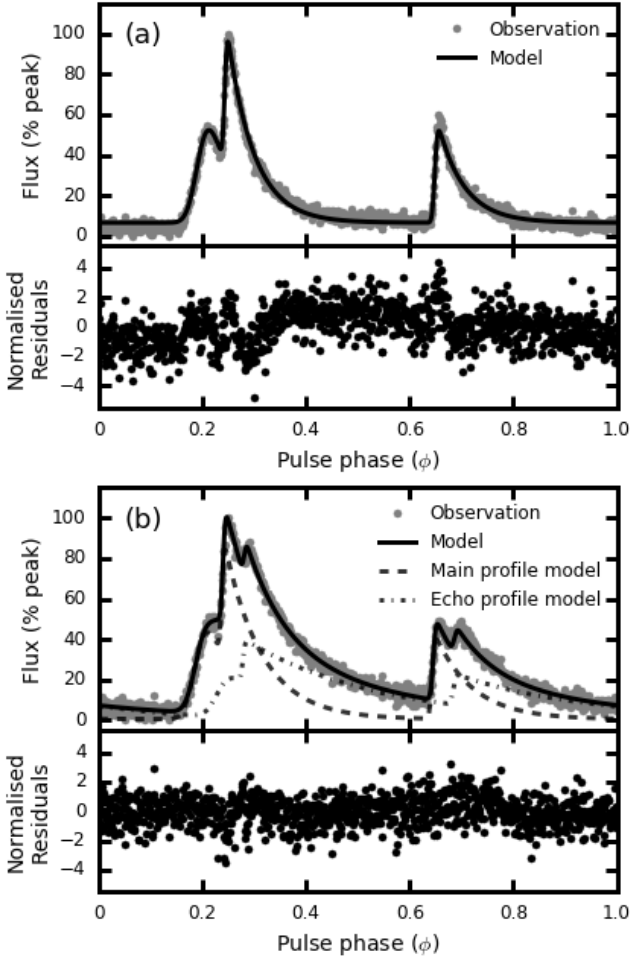 (a)
Observation
Model
100
80
60
40
20
0
Flux (% peak)
4
2
0
−2
−4
Normalised
Residuals
0 0.2 0.4 0.6 0.8 1.0
Pulse phase (ϕ)
(b)
Observation
Model
Main profile model
Echo profile model
100
80
60
40
20
0
Flux (% peak)
4
2
0
−2
−4
Normalised
Residuals
0 0.2 0.4 0.6 0.8 1.0
Pulse phase (ϕ)